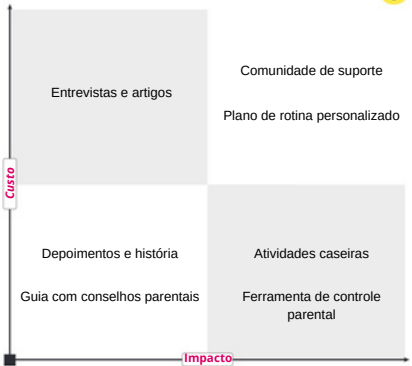 Comunidade de suporte
Entrevistas e artigos
Plano de rotina personalizado
Custo
Depoimentos e história
Atividades caseiras
Guia com conselhos parentais
Ferramenta de controle
parental
Impacto